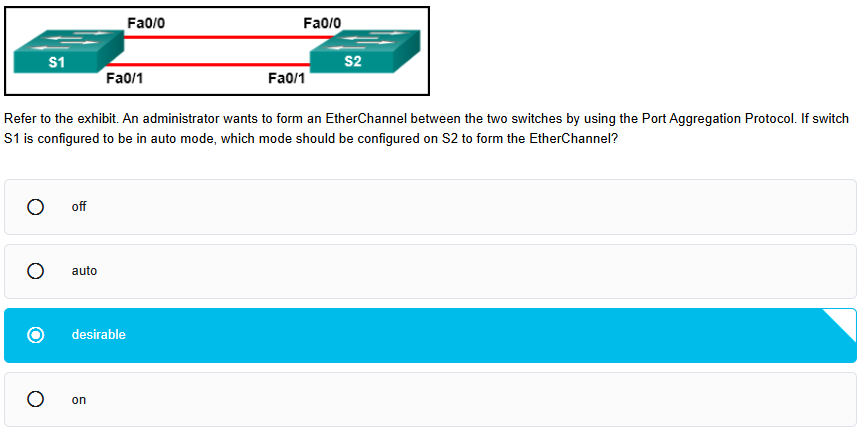 Fa0/0 Fa0/0
S1 S2
Fa0/1 Fa0/1
Refer to the exhibit. An administrator wants to form an EtherChannel between the two switches by using the Port Aggregation Protocol. If switch
S1 is configured to be in auto mode, which mode should be configured on S2 to form the EtherChannel?
off
auto
desirable
on